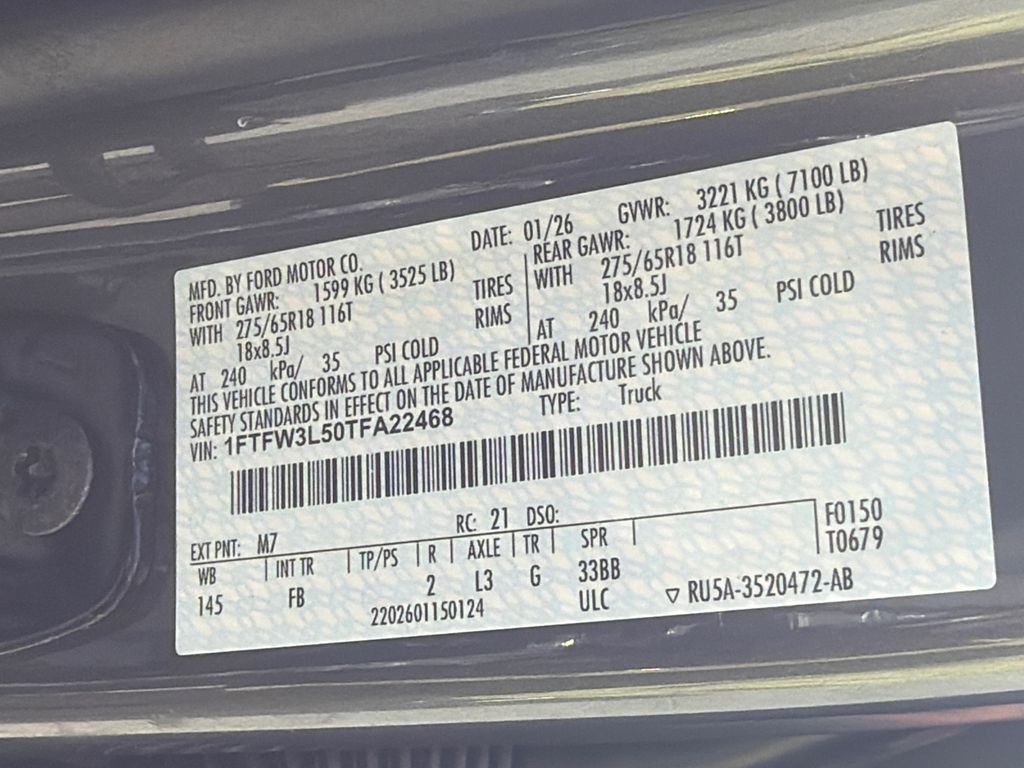 MFD. BY FORD MOTOR CO.
DATE: 01/26
GVWR: 3221 KG ( 7100 LB)
FRONT GAWR: 1599 KG ( 3525 LB)
WITH 275/65R18 116T TIRES
18x8.5J RIMS
AT 240 kPa/ 35 PSI COLD
REAR GAWR: 1724 KG ( 3800 LB)
WITH 275/65R18 116T TIRES
18x8.5J RIMS
AT 240 kPa/ 35 PSI COLD
THIS VEHICLE CONFORMS TO ALL APPLICABLE FEDERAL MOTOR VEHICLE
SAFETY STANDARDS IN EFFECT ON THE DATE OF MANUFACTURE SHOWN ABOVE.
VIN: 1FTFW3L50TFA22468 TYPE: Truck
EXT PNT: M7 RC: 21 DSO: F0150
WB INT TR TP/PS R AXLE TR SPR T0679
145 FB 2 L3 G 33BB
2202601150124 ULC ▽ RU5A-3520472-AB